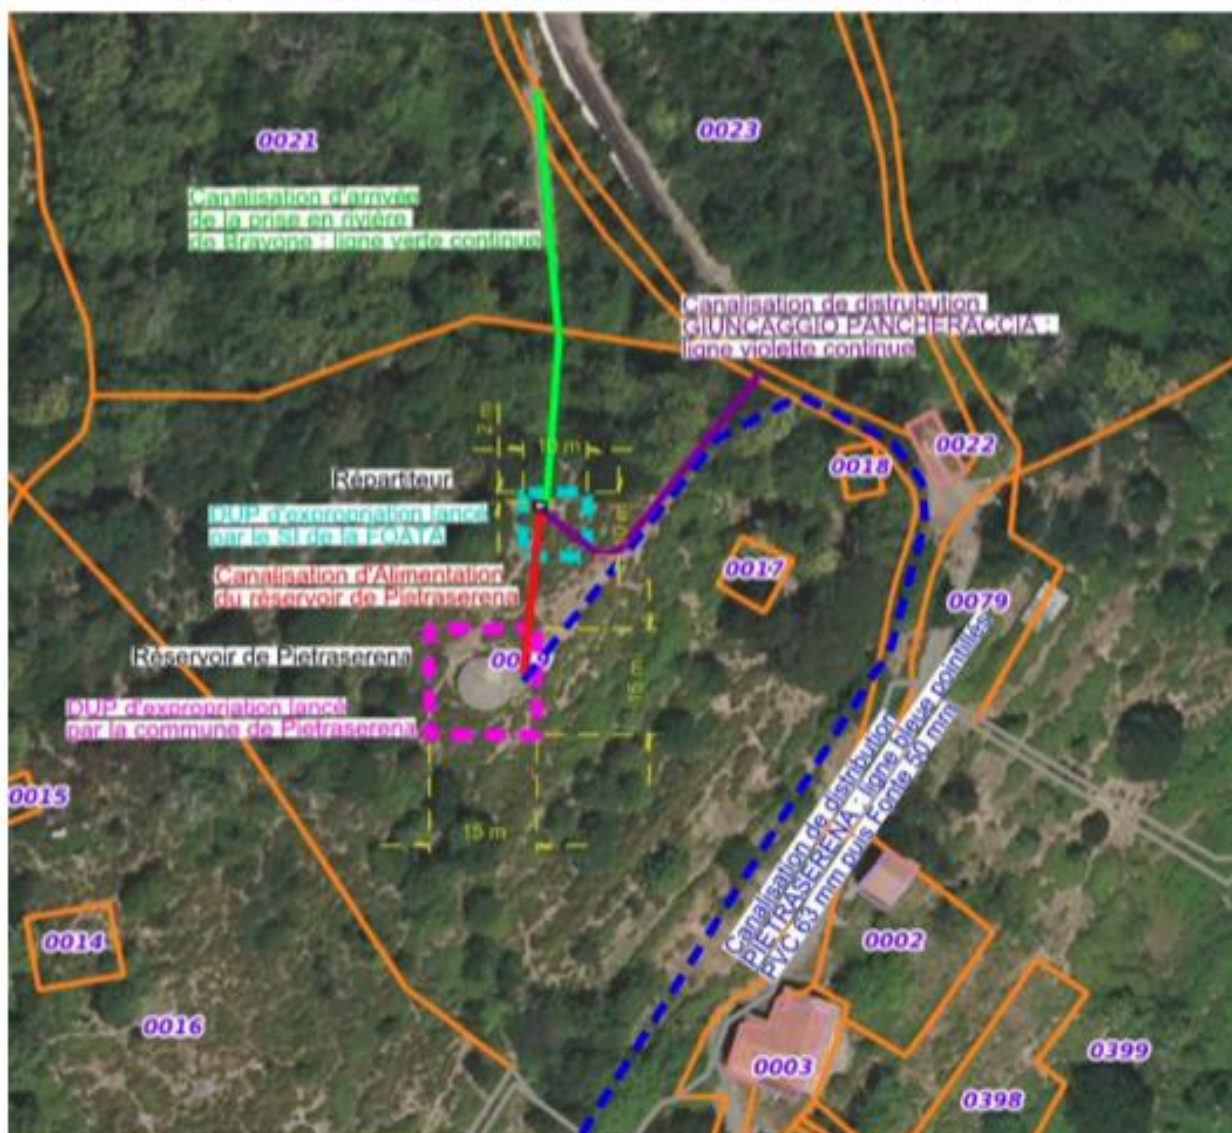 0021
0023
Canalisation d'arrivée
de la prise en rivière
de Bravone : ligne verte continue
Canalisation de distrubution
GIUNCAGGIO PANCHERACCIA :
ligne violette continue
2 m
10 m
0022
0018
Répartiteur
DUP d'expropriation lancé
par le SI de la FOATA
0017
Canalisation d'Alimentation
du réservoir de Pietraserena
0079
Réservoir de Pietraserena
15 m
DUP d'expropriation lancé
par la commune de Pietraserena
0015
15 m
Canalisation de distribution
PIETRASERENA : ligne bleue pointillés
PVC 63 mm puis Fonte 50 mm
0014
0002
0016
0003
0399
0398